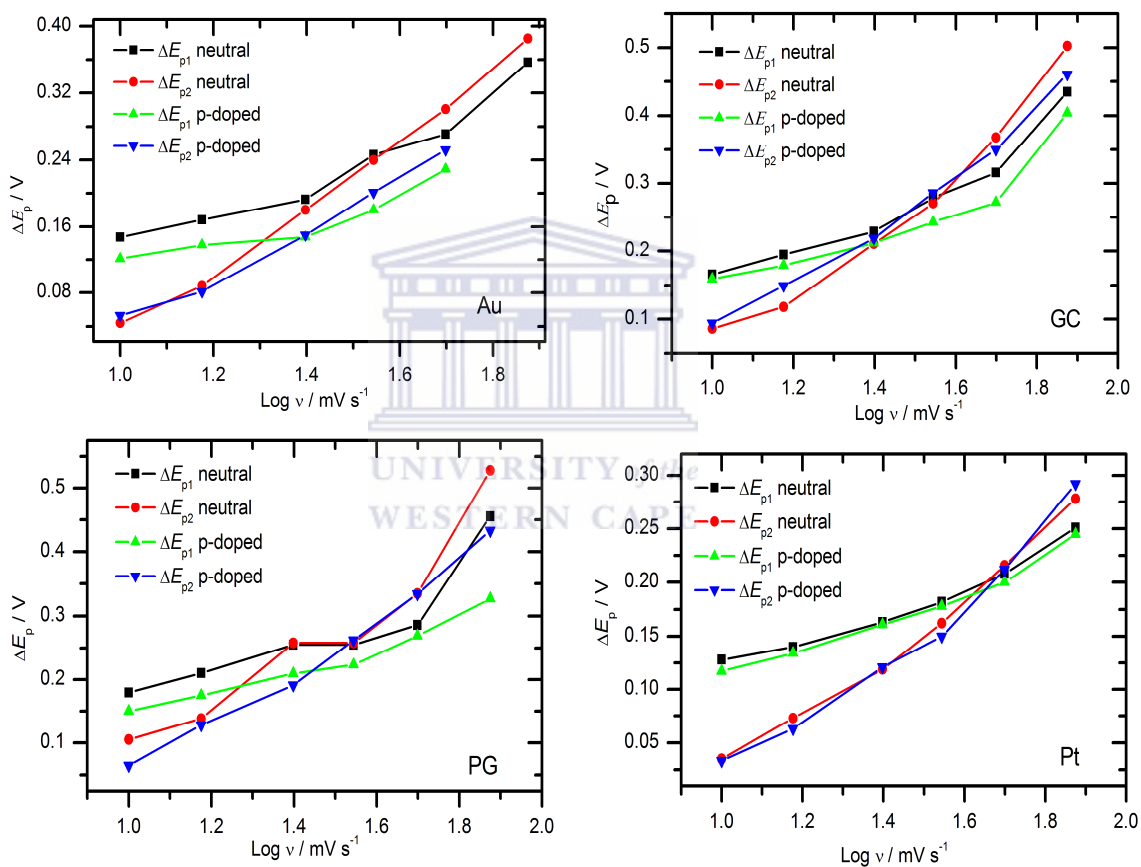 0.40
0.32
0.24
0.16
0.08
ΔEp / V
ΔEp1 neutral
ΔEp2 neutral
ΔEp1 p-doped
ΔEp2 p-doped
Au
1.0 1.2 1.4 1.6 1.8
Log ν / mV s-1
0.5
0.4
0.3
0.2
0.1
ΔEp / V
ΔEp1 neutral
ΔEp2 neutral
ΔEp1 p-doped
ΔEp2 p-doped
GC
1.0 1.2 1.4 1.6 1.8 2.0
Log ν / mV s-1
UNIVERSITY of the
WESTERN CAPE
0.5
0.4
0.3
0.2
0.1
ΔEp / V
ΔEp1 neutral
ΔEp2 neutral
ΔEp1 p-doped
ΔEp2 p-doped
PG
1.0 1.2 1.4 1.6 1.8 2.0
Log ν / mV s-1
0.30
0.25
0.20
0.15
0.10
0.05
ΔEp / V
ΔEp1 neutral
ΔEp2 neutral
ΔEp1 p-doped
ΔEp2 p-doped
Pt
1.0 1.2 1.4 1.6 1.8 2.0
Log ν / mV s-1